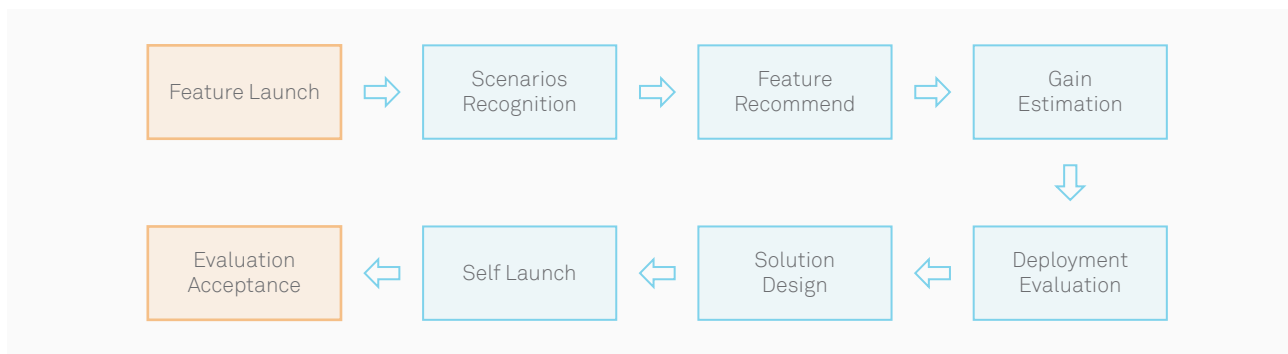 Feature Launch
Scenarios
Recognition
Feature
Recommend
Gain
Estimation
Deployment
Evaluation
Solution
Design
Self Launch
Evaluation
Acceptance